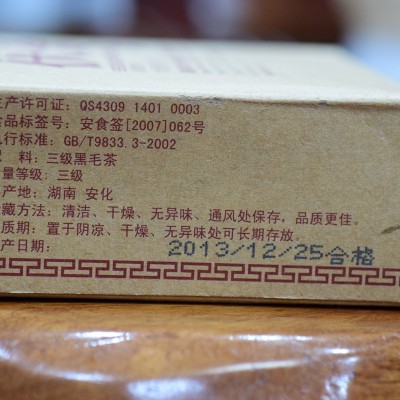 产许可证: QS4309 1401 0003
品标签号: 安食签[2007]062号
行标准: GB/T9833.3-2002
料: 三级黑毛茶
量等级: 三级
产地: 湖南 安化
藏方法: 清洁、干燥、无异味、通风处保存, 品质更佳。
质期: 置于阴凉、干燥、无异味处可长期存放。
产日期: 2013/12/25合格